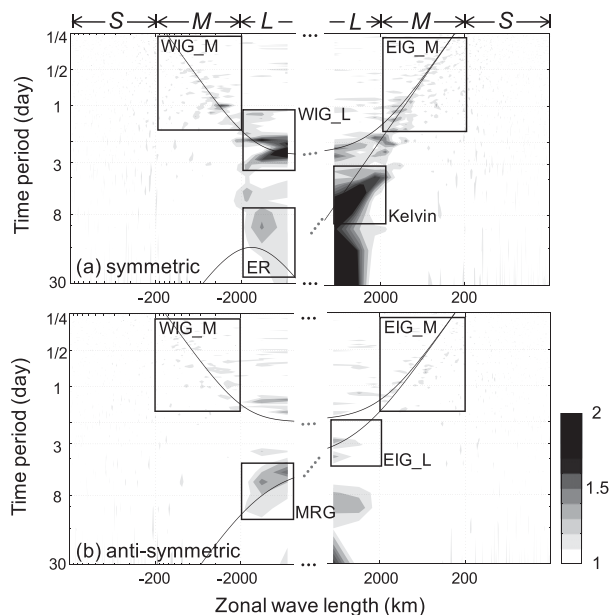 S M L ... L M S
1/4 WIG_M EIG_M
1/2
1 WIG_L
3
8 Kelvin
(a) symmetric ER
30
-200 -2000 ... 2000 200
Time period (day)
1/4 WIG_M ... EIG_M
1/2
1
3 EIG_L
8 MRG
(b) anti-symmetric
30
-200 -2000 ... 2000 200
Time period (day)
Zonal wave length (km)
2
1.5
1